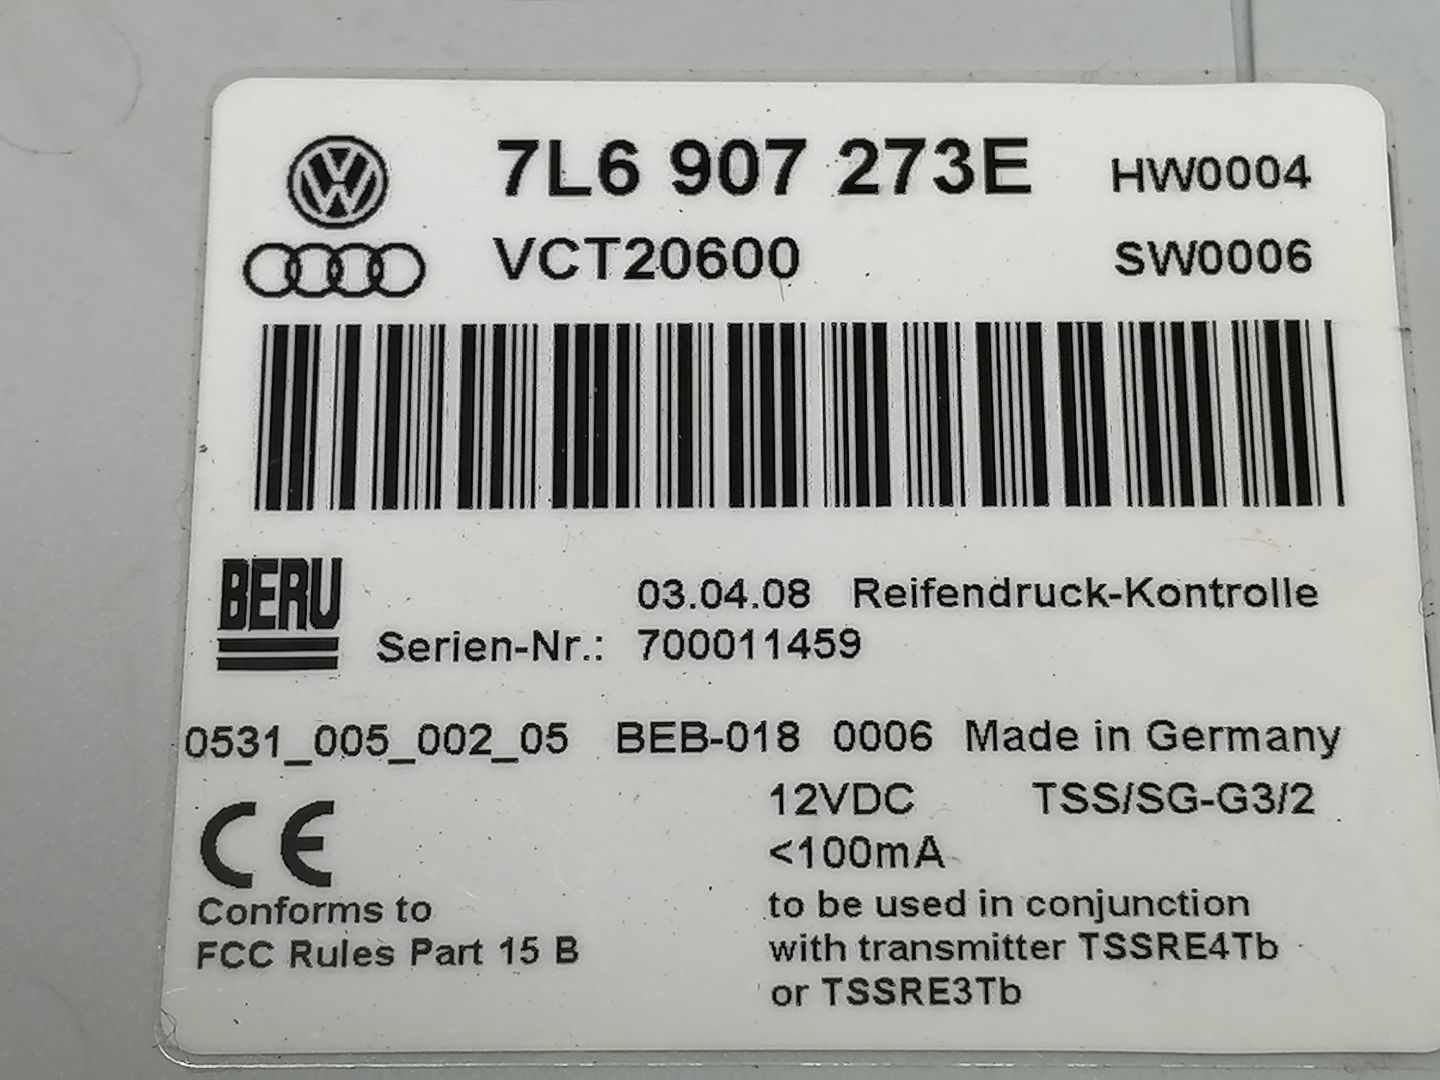 7L6 907 273E HW0004
VCT20600 SW0006
BERU
03.04.08 Reifendruck-Kontrolle
Serien-Nr.: 700011459
0531_005_002_05 BEB-018 0006 Made in Germany
12VDC TSS/SG-G3/2
<100mA
CE
Conforms to
FCC Rules Part 15 B
to be used in conjunction
with transmitter TSSRE4Tb
or TSSRE3Tb